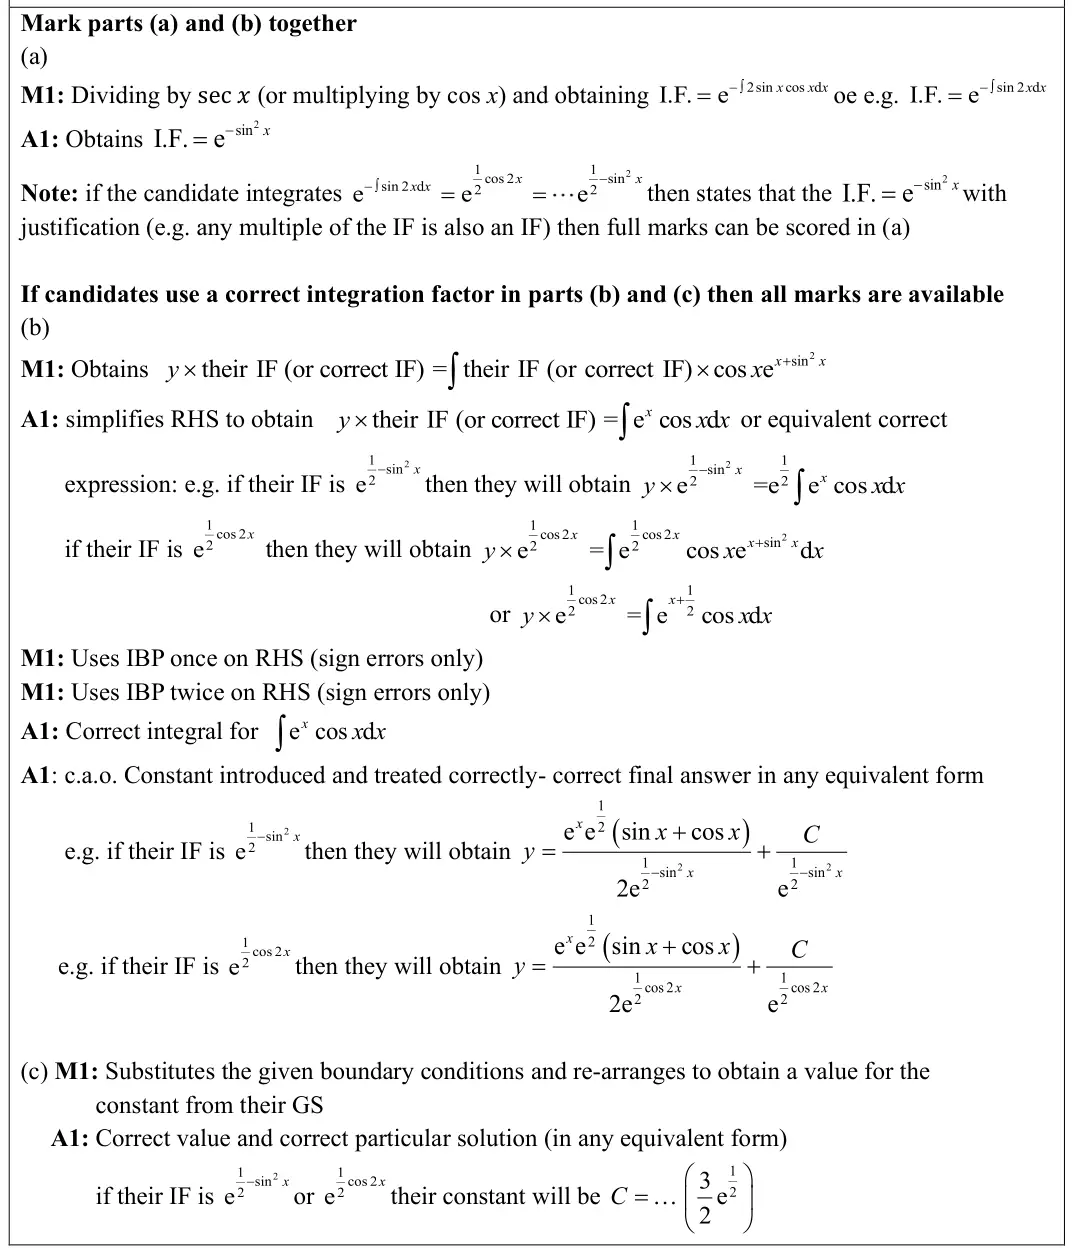 Mark parts (a) and (b) together
(a)
M1: Dividing by sec x (or multiplying by cos x) and obtaining I.F. = e^{−∫2sin x cos x dx} oe e.g. I.F. = e^{−∫sin 2x dx}
A1: Obtains I.F. = e^{−sin² x}
Note: if the candidate integrates e^{−∫sin 2x dx} = e^{1/2 cos 2x} = ⋯e^{1/2 −sin² x} then states that the I.F. = e^{−sin² x} with
justification (e.g. any multiple of the IF is also an IF) then full marks can be scored in (a)
If candidates use a correct integration factor in parts (b) and (c) then all marks are available
(b)
M1: Obtains y × their IF (or correct IF) = ∫ their IF (or correct IF) × cos xe^{x+sin² x}
A1: simplifies RHS to obtain y × their IF (or correct IF) = ∫ e^x cos xdx or equivalent correct
expression: e.g. if their IF is e^{1/2 −sin² x} then they will obtain y × e^{1/2 −sin² x} = e^{1/2} ∫ e^x cos xdx
if their IF is e^{1/2 cos 2x} then they will obtain y × e^{1/2 cos 2x} = ∫ e^{1/2 cos 2x} cos xe^{x+sin² x} dx
or y × e^{1/2 cos 2x} = ∫ e^{x+1/2} cos xdx
M1: Uses IBP once on RHS (sign errors only)
M1: Uses IBP twice on RHS (sign errors only)
A1: Correct integral for ∫ e^x cos xdx
A1: c.a.o. Constant introduced and treated correctly- correct final answer in any equivalent form
e.g. if their IF is e^{1/2 −sin² x} then they will obtain y = e^x e^{1/2} (sin x + cos x) / 2e^{1/2 −sin² x} + C / e^{1/2 −sin² x}
e.g. if their IF is e^{1/2 cos 2x} then they will obtain y = e^x e^{1/2} (sin x + cos x) / 2e^{1/2 cos 2x} + C / e^{1/2 cos 2x}
(c) M1: Substitutes the given boundary conditions and re-arranges to obtain a value for the
constant from their GS
A1: Correct value and correct particular solution (in any equivalent form)
if their IF is e^{1/2 −sin² x} or e^{1/2 cos 2x} their constant will be C = … (3/2 e^{1/2})